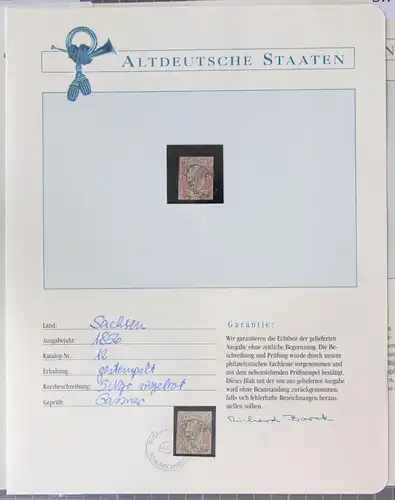 ALTDEUTSCHE STAATEN
Land: Sachsen
Ausgabejahr: 1856
Katalog-Nr. 12
Erhaltung gestempelt
Kurzbeschreibung: 5 Ngr ziegelrot
Geprüft:
Garantie:
Wir garantieren die Echtheit der gelieferten
Ausgabe ohne zeitliche Begrenzung. Die Be-
schreibung und Prüfung wurde durch unsere
philatelistischen Fachleute vorgenommen und
mit dem nebenstehenden Prüfstempel bestätigt.
Dieses Blatt mit der von uns gelieferten Ausgabe
wird ohne Beanstandung zurückgenommen,
falls sich fehlerhafte Bezeichnungen heraus-
stellen sollten.
Richard Borek